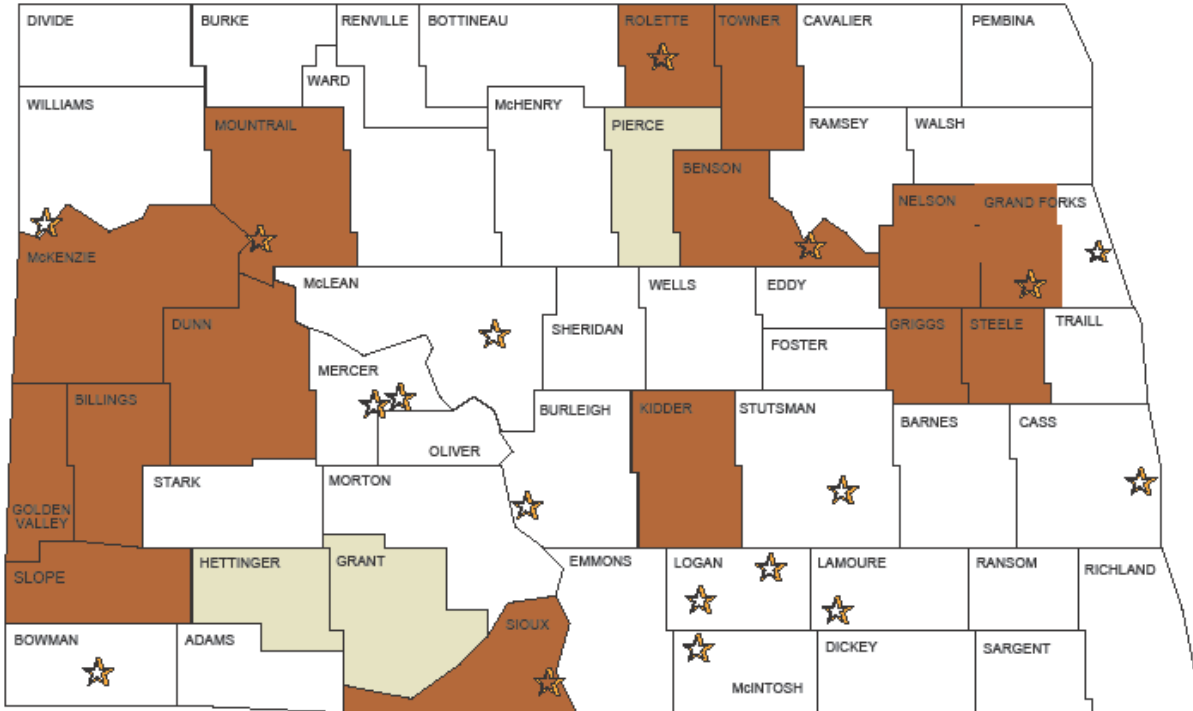 DIVIDE
BURKE
RENVILLE
BOTTINEAU
ROLETTE
TOWNER
CAVALIER
PEMBINA
WARD
WILLIAMS
McHENRY
MOUNTRAIL
PIERCE
RAMSEY
WALSH
BENSON
NELSON
GRAND FORKS
McKENZIE
McLEAN
WELLS
EDDY
DUNN
SHERIDAN
GRIGGS
STEELE
TRAILL
FOSTER
MERCER
BILLINGS
BURLEIGH
KIDDER
STUTSMAN
BARNES
CASS
OLIVER
STARK
MORTON
GOLDEN
VALLEY
HETTINGER
GRANT
EMMONS
LOGAN
LAMOURE
RANSOM
RICHLAND
SLOPE
SIOUX
BOWMAN
ADAMS
DICKEY
SARGENT
McINTOSH